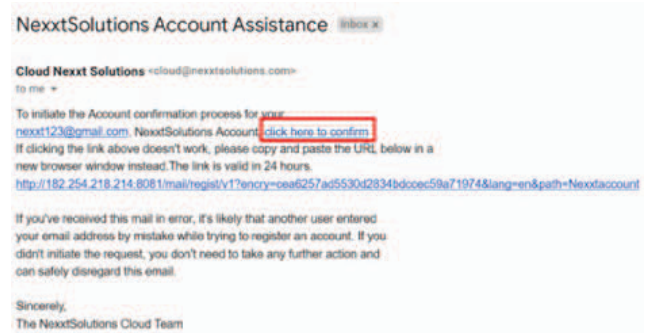 NexxtSolutions Account Assistance Inbox x
Cloud Nexxt Solutions <cloud@nexxtsolutions.com>
to me
To initiate the Account confirmation process for your
nexxt123@gmail.com, NexxtSolutions Account, click here to confirm.
If clicking the link above doesn't work, please copy and paste the URL below in a
new browser window instead.The link is valid in 24 hours.
http://182.254.218.214:8081/mail/regist/v1?encry=cea6257ad5530d2834bdccec59a71974&lang=en&path=Nexxtaccount
If you've received this mail in error, it's likely that another user entered
your email address by mistake while trying to register an account. If you
didn't initiate the request, you don't need to take any further action and
can safely disregard this email.
Sincerely,
The NexxtSolutions Cloud Team